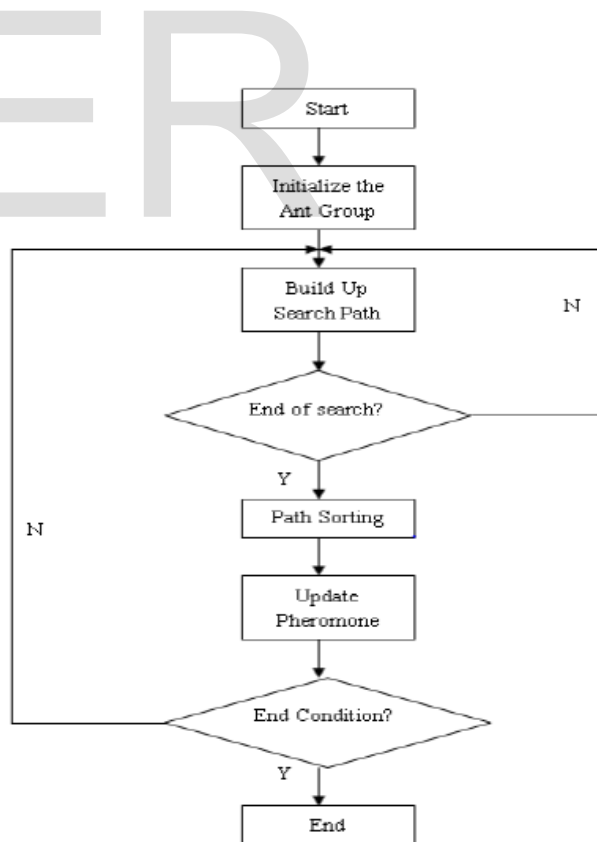 ER
Start
Initialize the
Ant Group
Build Up
Search Path
N
End of search?
Y
Path Sorting
N
Update
Pheromone
End Condition?
Y
End